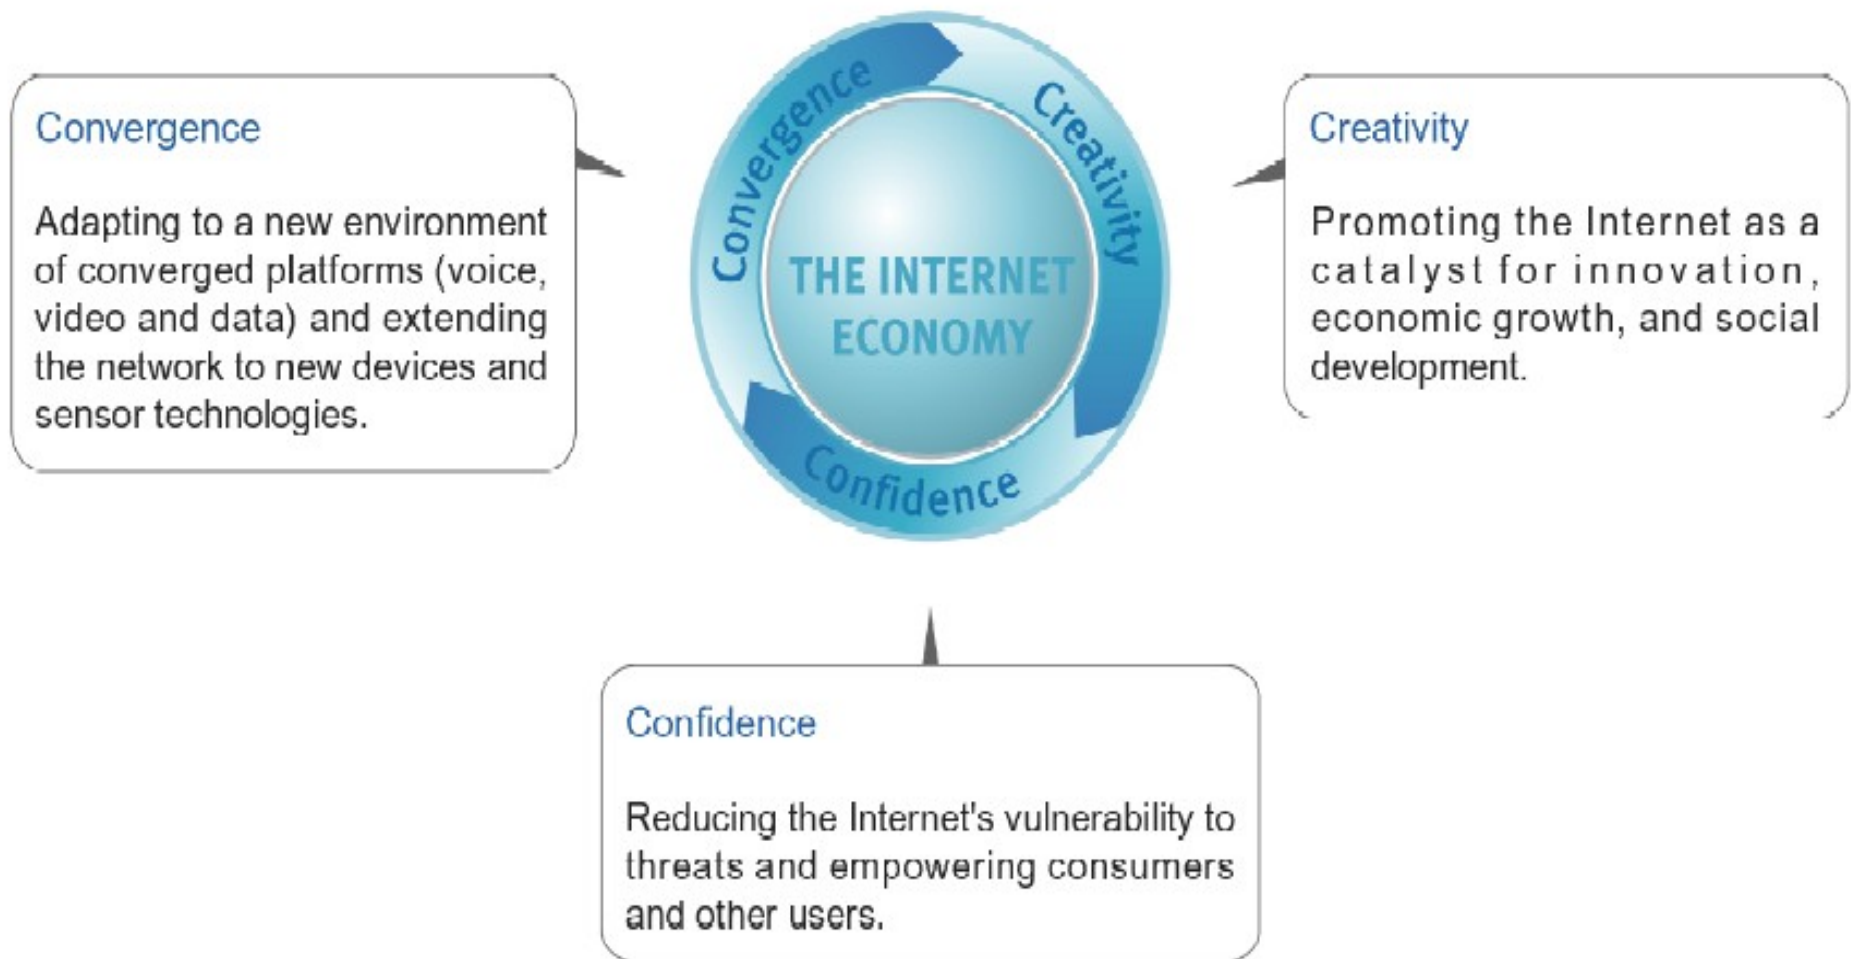 Convergence
Adapting to a new environment
of converged platforms (voice,
video and data) and extending
the network to new devices and
sensor technologies.
Convergence
Creativity
Confidence
THE INTERNET
ECONOMY
Creativity
Promoting the Internet as a
catalyst for innovation,
economic growth, and social
development.
Confidence
Reducing the Internet's vulnerability to
threats and empowering consumers
and other users.